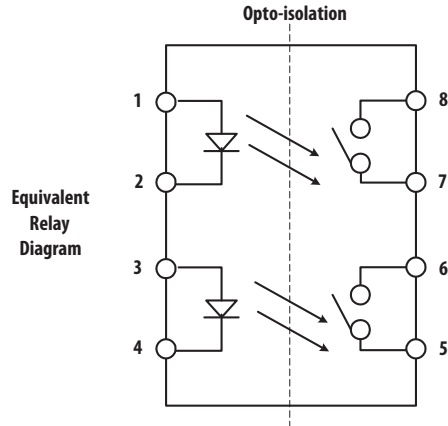 Opto-isolation
1
8
2
7
Equivalent
Relay
Diagram
3
6
4
5